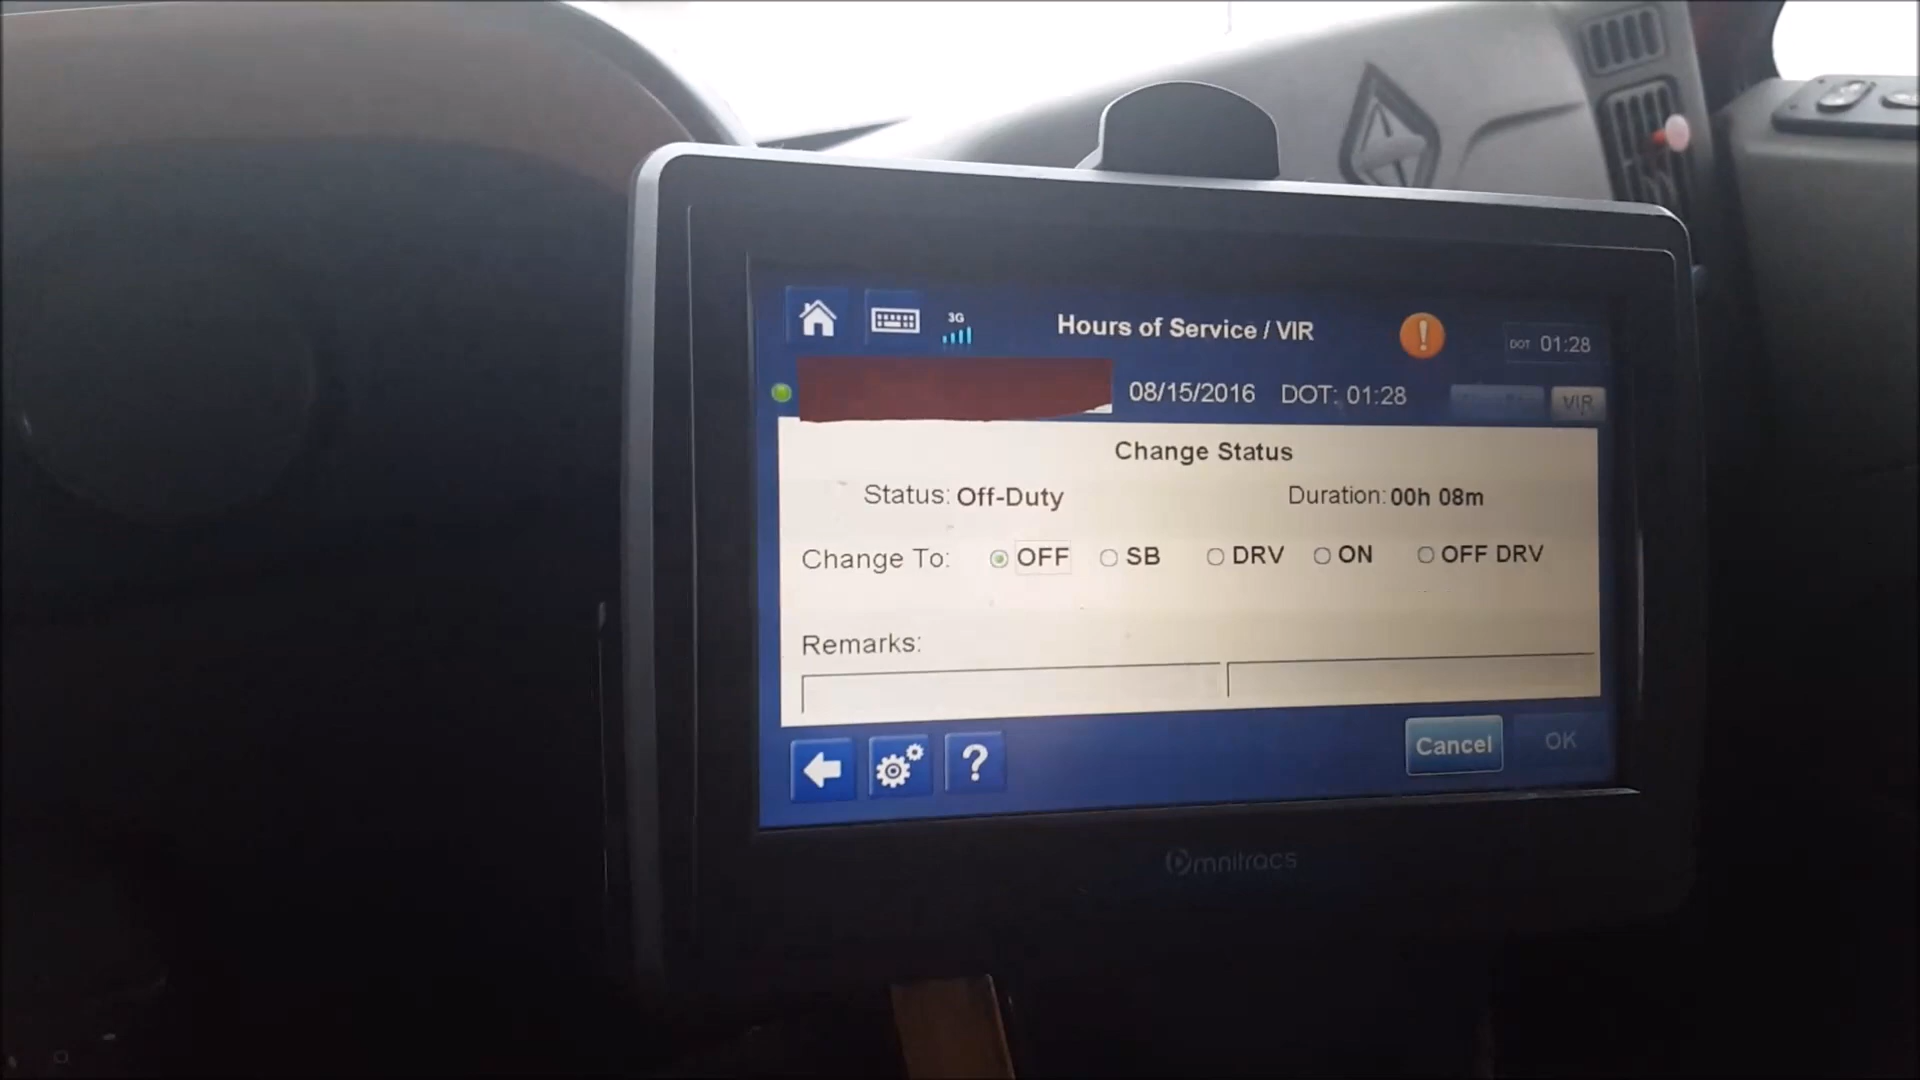 3G
Hours of Service / VIR
!
DOT 01:28
08/15/2016 DOT: 01:28
VIR
Change Status
Status: Off-Duty Duration: 00h 08m
Change To: OFF SB DRV ON OFF DRV
Remarks:
? Cancel OK
Omnitracs